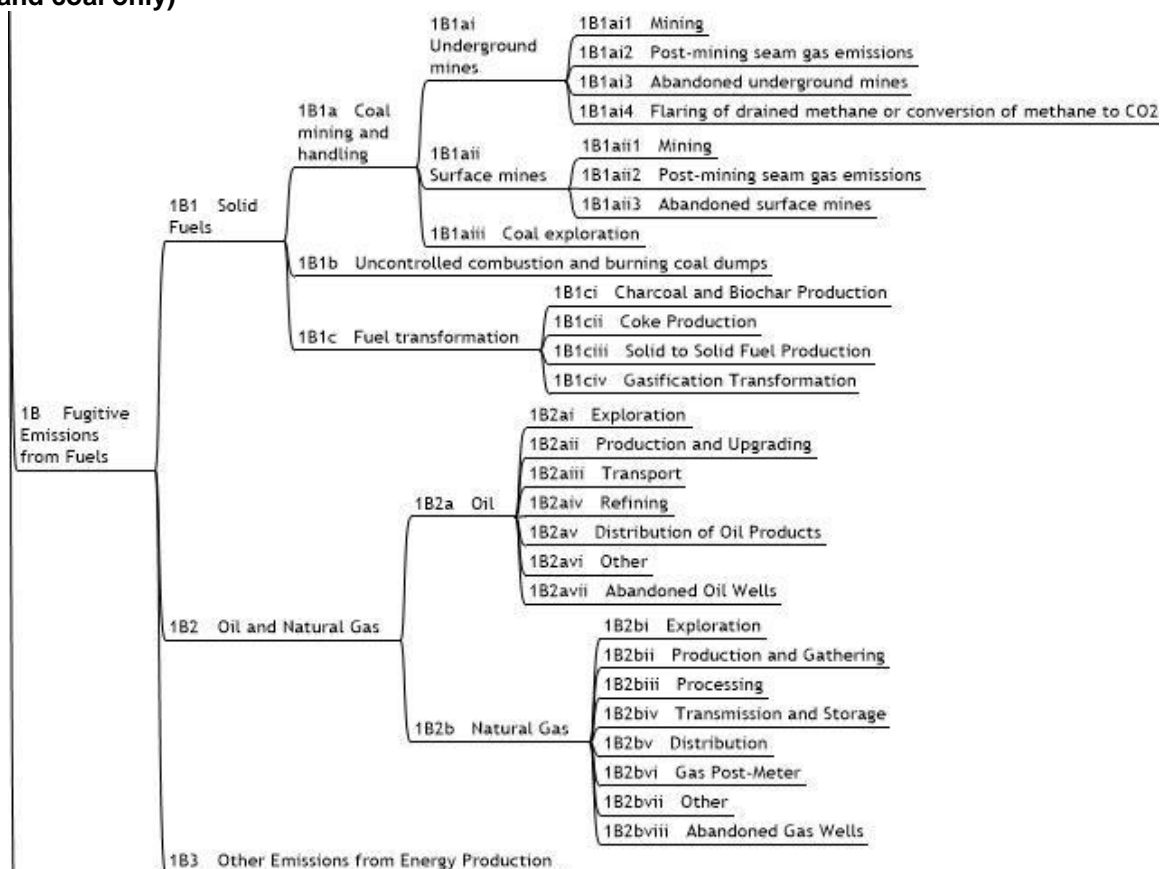 and coal only)
1B1ai
Underground
mines
1B1ai1 Mining
1B1ai2 Post-mining seam gas emissions
1B1ai3 Abandoned underground mines
1B1ai4 Flaring of drained methane or conversion of methane to CO2
1B1a Coal
mining and
handling
1B1aii
Surface mines
1B1aii1 Mining
1B1aii2 Post-mining seam gas emissions
1B1aii3 Abandoned surface mines
1B1 Solid
Fuels
1B1aiii Coal exploration
1B1b Uncontrolled combustion and burning coal dumps
1B1c Fuel transformation
1B1ci Charcoal and Biochar Production
1B1cii Coke Production
1B1ciii Solid to Solid Fuel Production
1B1civ Gasification Transformation
1B Fugitive
Emissions
from Fuels
1B2a Oil
1B2ai Exploration
1B2aii Production and Upgrading
1B2aiii Transport
1B2aiv Refining
1B2av Distribution of Oil Products
1B2avi Other
1B2avii Abandoned Oil Wells
1B2 Oil and Natural Gas
1B2b Natural Gas
1B2bi Exploration
1B2bii Production and Gathering
1B2biii Processing
1B2biv Transmission and Storage
1B2bv Distribution
1B2bvi Gas Post-Meter
1B2bvii Other
1B2bviii Abandoned Gas Wells
1B3 Other Emissions from Energy Production